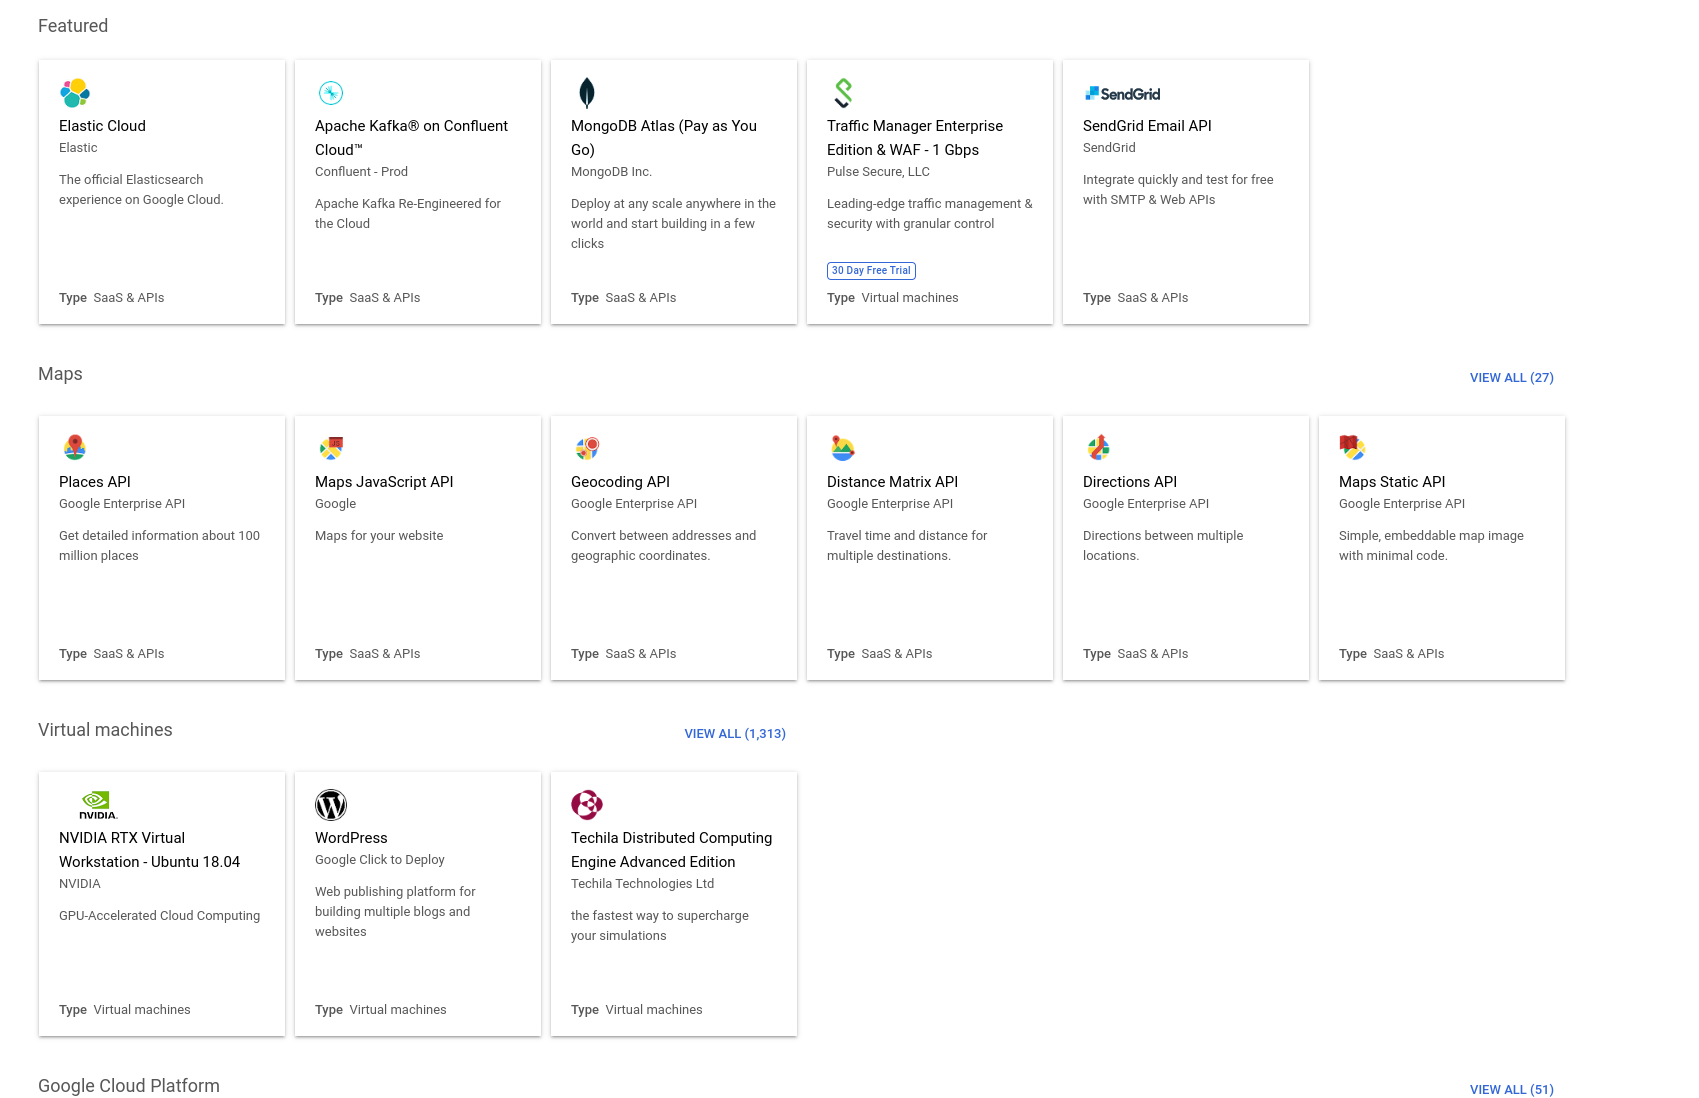 Featured
Elastic Cloud
Elastic
The official Elasticsearch
experience on Google Cloud.
Type SaaS & APIs
Apache Kafka® on Confluent
Cloud™
Confluent - Prod
Apache Kafka Re-Engineered for
the Cloud
Type SaaS & APIs
MongoDB Atlas (Pay as You
Go)
MongoDB Inc.
Deploy at any scale anywhere in the
world and start building in a few
clicks
Type SaaS & APIs
Traffic Manager Enterprise
Edition & WAF - 1 Gbps
Pulse Secure, LLC
Leading-edge traffic management &
security with granular control
30 Day Free Trial
Type Virtual machines
SendGrid
SendGrid Email API
SendGrid
Integrate quickly and test for free
with SMTP & Web APIs
Type SaaS & APIs
Maps
VIEW ALL (27)
Places API
Google Enterprise API
Get detailed information about 100
million places
Type SaaS & APIs
JS
Maps JavaScript API
Google
Maps for your website
Type SaaS & APIs
Geocoding API
Google Enterprise API
Convert between addresses and
geographic coordinates.
Type SaaS & APIs
Distance Matrix API
Google Enterprise API
Travel time and distance for
multiple destinations.
Type SaaS & APIs
Directions API
Google Enterprise API
Directions between multiple
locations.
Type SaaS & APIs
Maps Static API
Google Enterprise API
Simple, embeddable map image
with minimal code.
Type SaaS & APIs
Virtual machines
VIEW ALL (1,313)
NVIDIA.
NVIDIA RTX Virtual
Workstation - Ubuntu 18.04
NVIDIA
GPU-Accelerated Cloud Computing
Type Virtual machines
WordPress
Google Click to Deploy
Web publishing platform for
building multiple blogs and
websites
Type Virtual machines
Techila Distributed Computing
Engine Advanced Edition
Techila Technologies Ltd
the fastest way to supercharge
your simulations
Type Virtual machines
Google Cloud Platform
VIEW ALL (51)